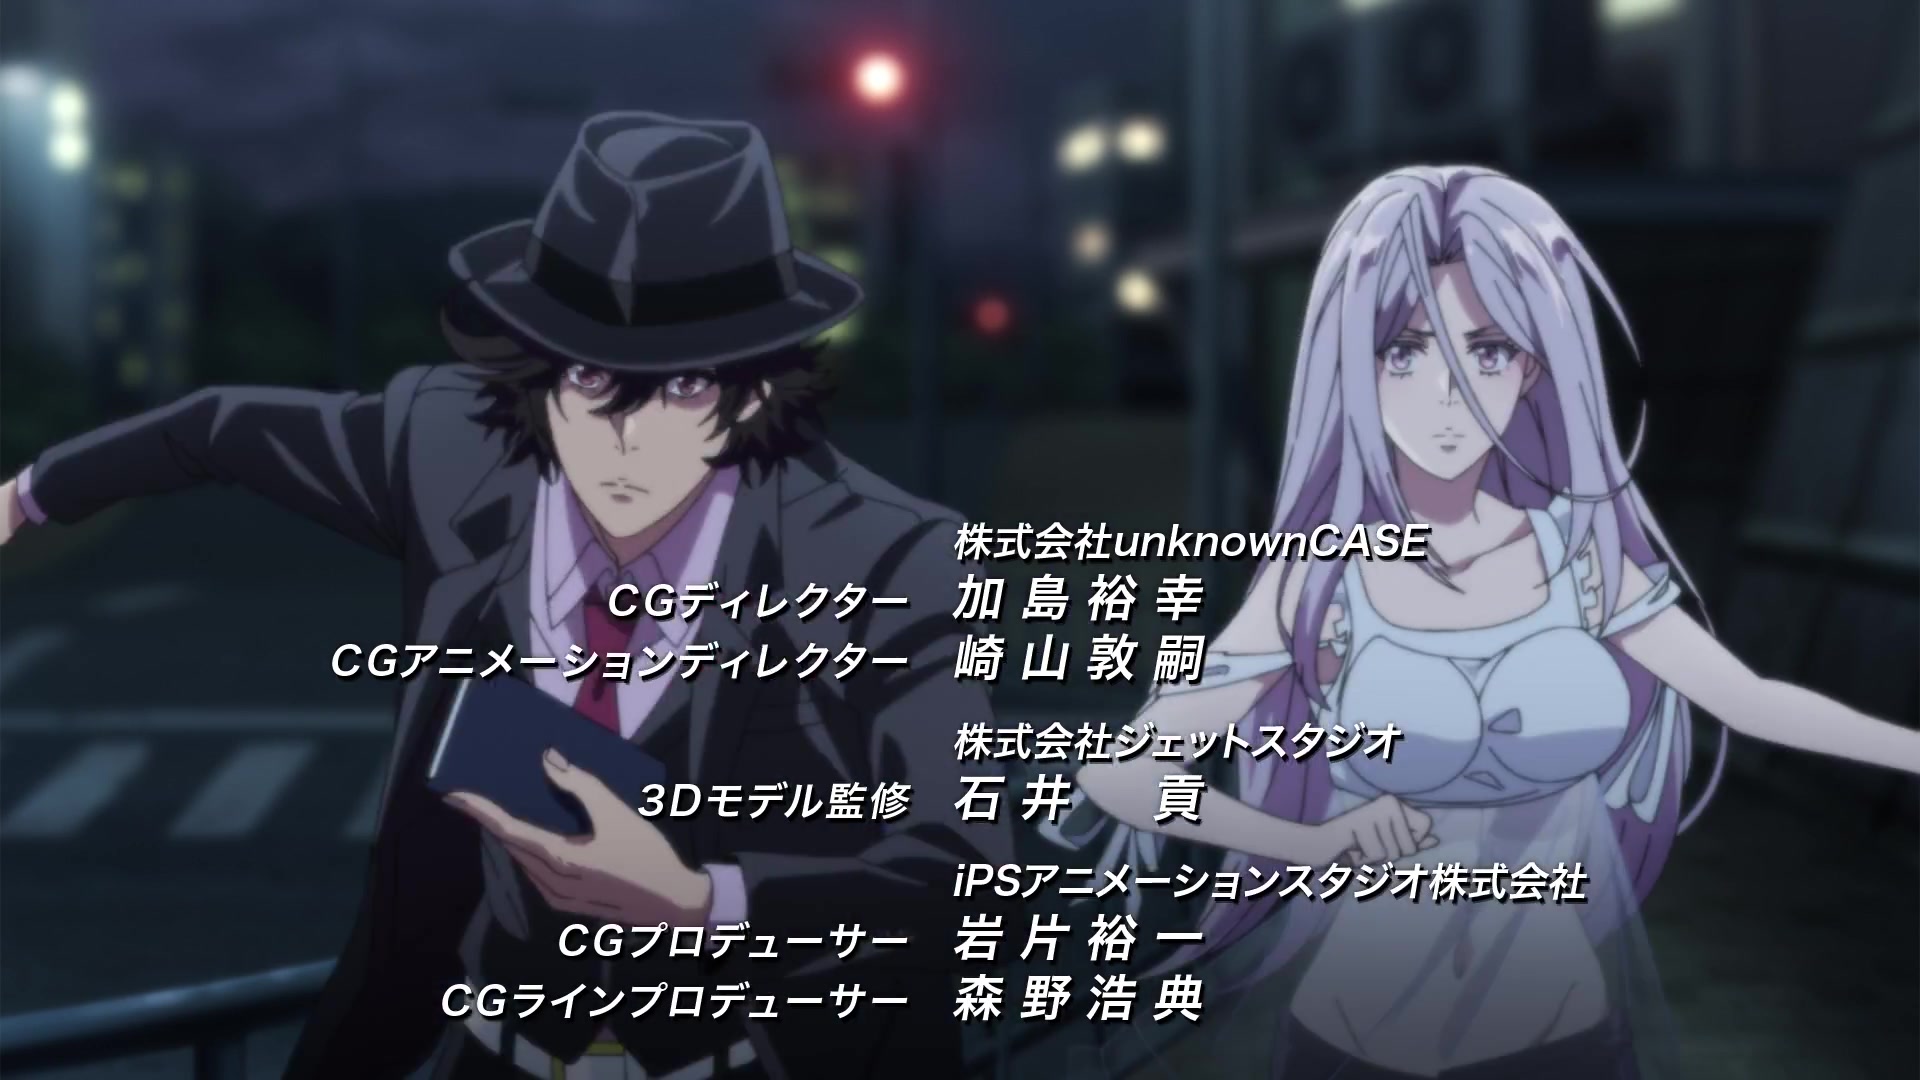 株式会社unknownCASE
CGディレクター 加島裕幸
CGアニメーションディレクター 崎山敦嗣
株式会社ジェットスタジオ
3Dモデル監修 石井 貢
iPSアニメーションスタジオ株式会社
CGプロデューサー 岩片裕一
CGラインプロデューサー 森野浩典